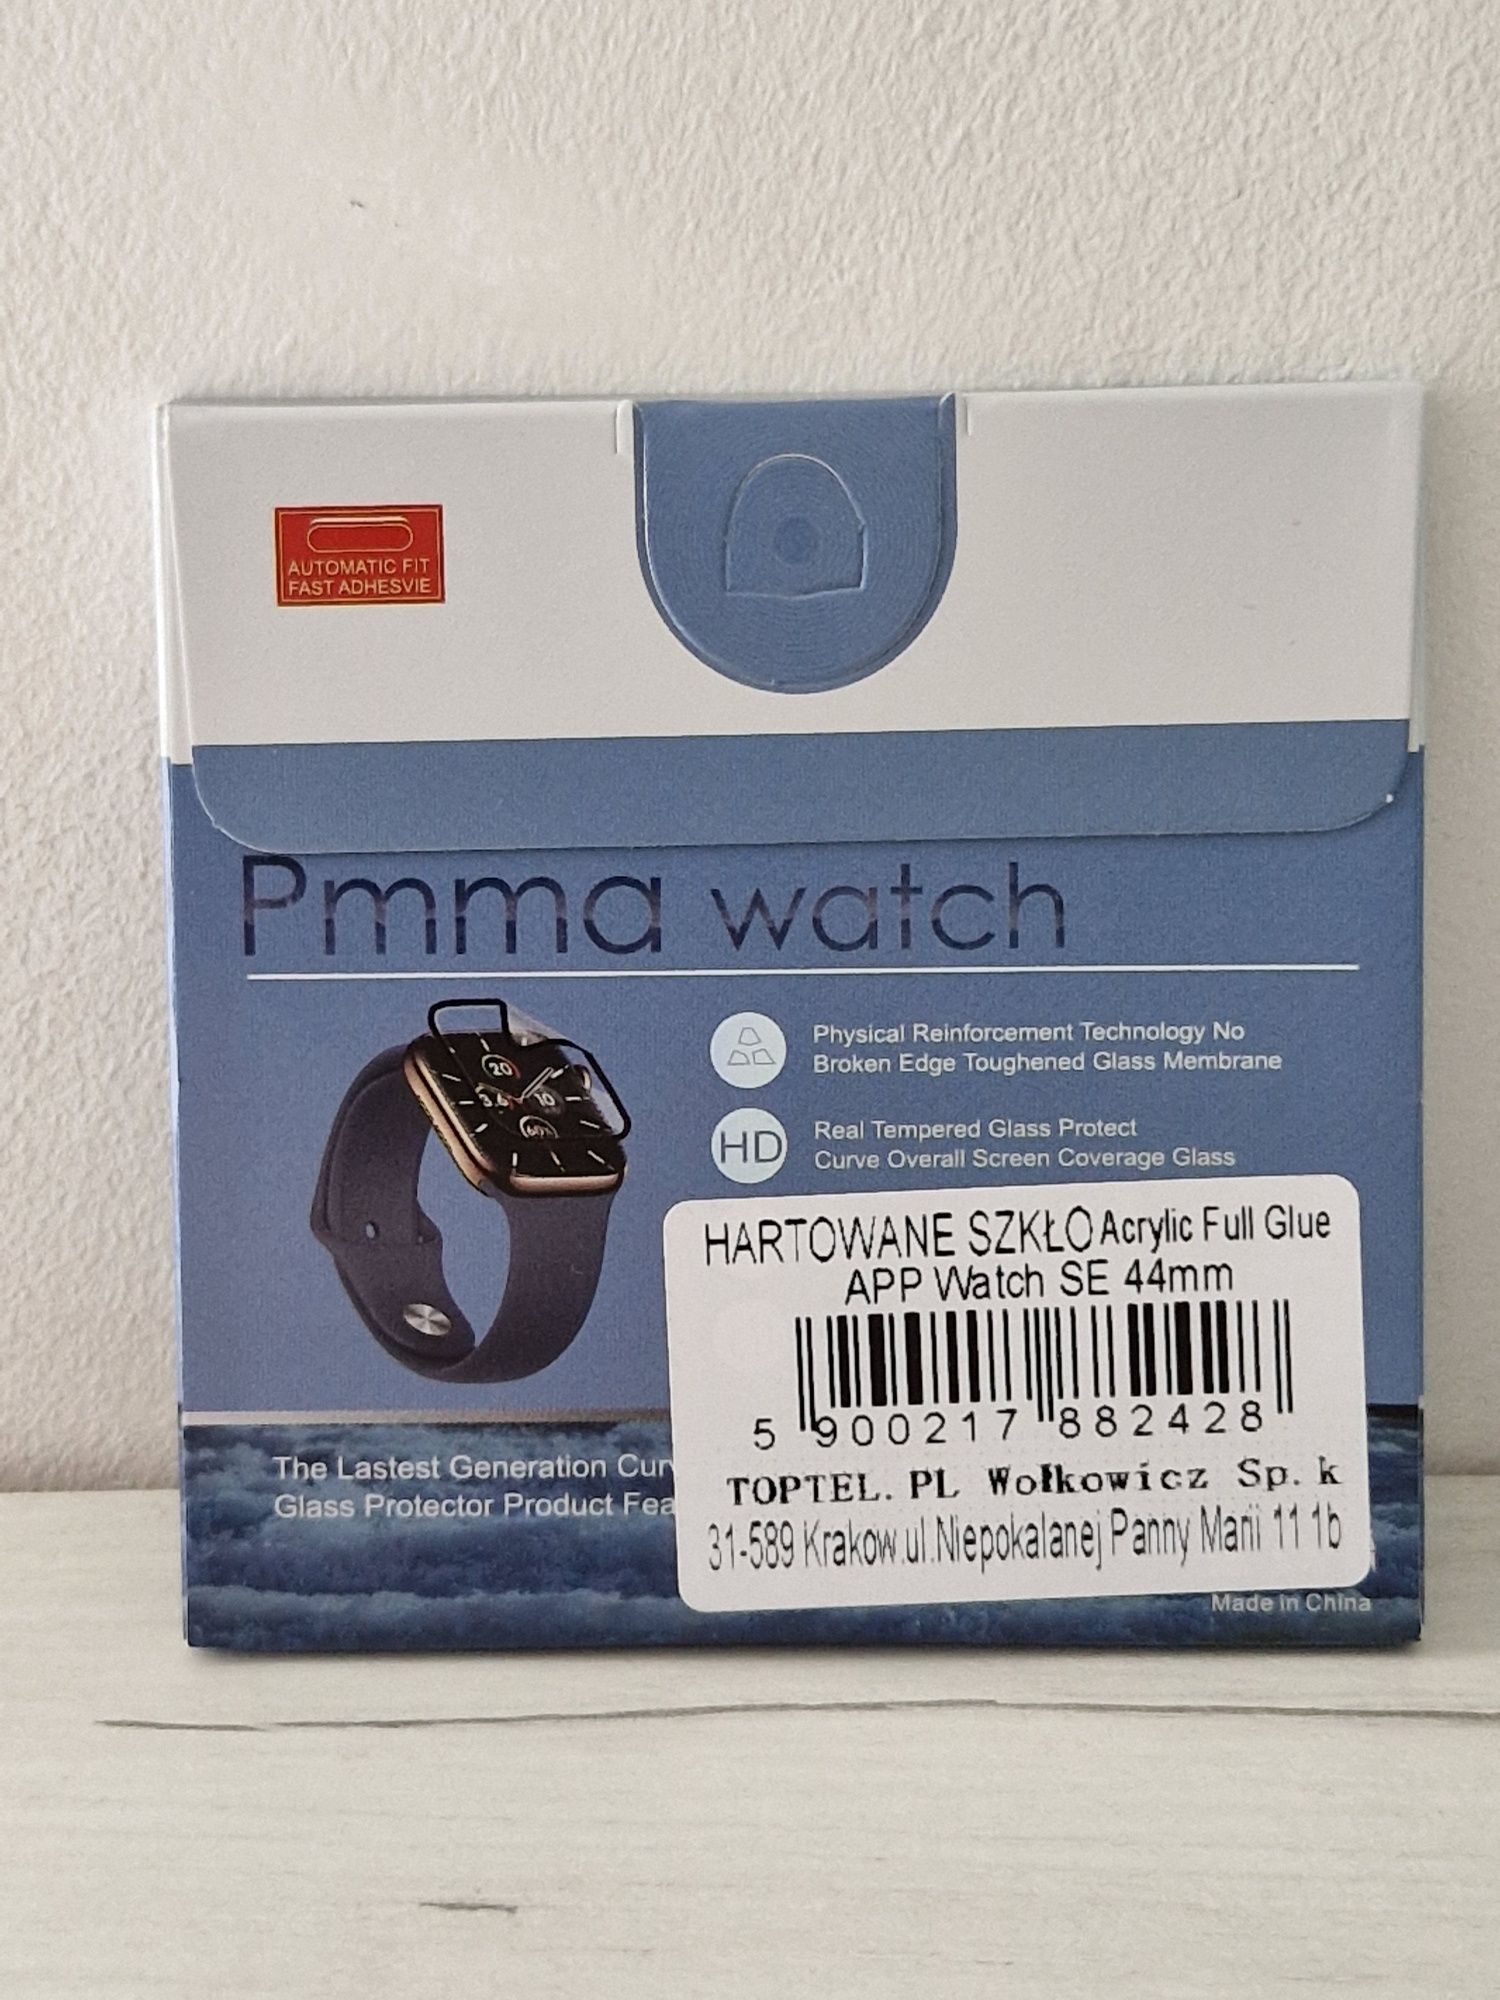 AUTOMATIC FIT
FAST ADHESVIE
Pmma watch
20
3.6
10
60%
Physical Reinforcement Technology No
Broken Edge Toughened Glass Membrane
HD
Real Tempered Glass Protect
Curve Overall Screen Coverage Glass
HARTOWANE SZKŁO Acrylic Full Glue
APP Watch SE 44mm
5 900217 882428
TOPTEL. PL Wołkowicz Sp. k
31-589 Krakow.ul.Niepokalanej Panny Marii 11 1b
The Lastest Generation Cur
Glass Protector Product Fea
Made in China